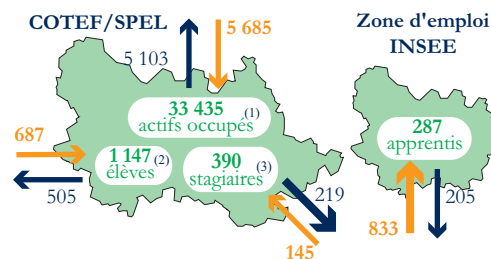 COTEF/SPEL
Zone d'emploi
INSEE
5 103
5 685
33 435 (1)
actifs occupés
287
apprentis
687
1 147 (2)
élèves
390 (3)
stagiaires
505
219
205
833
145